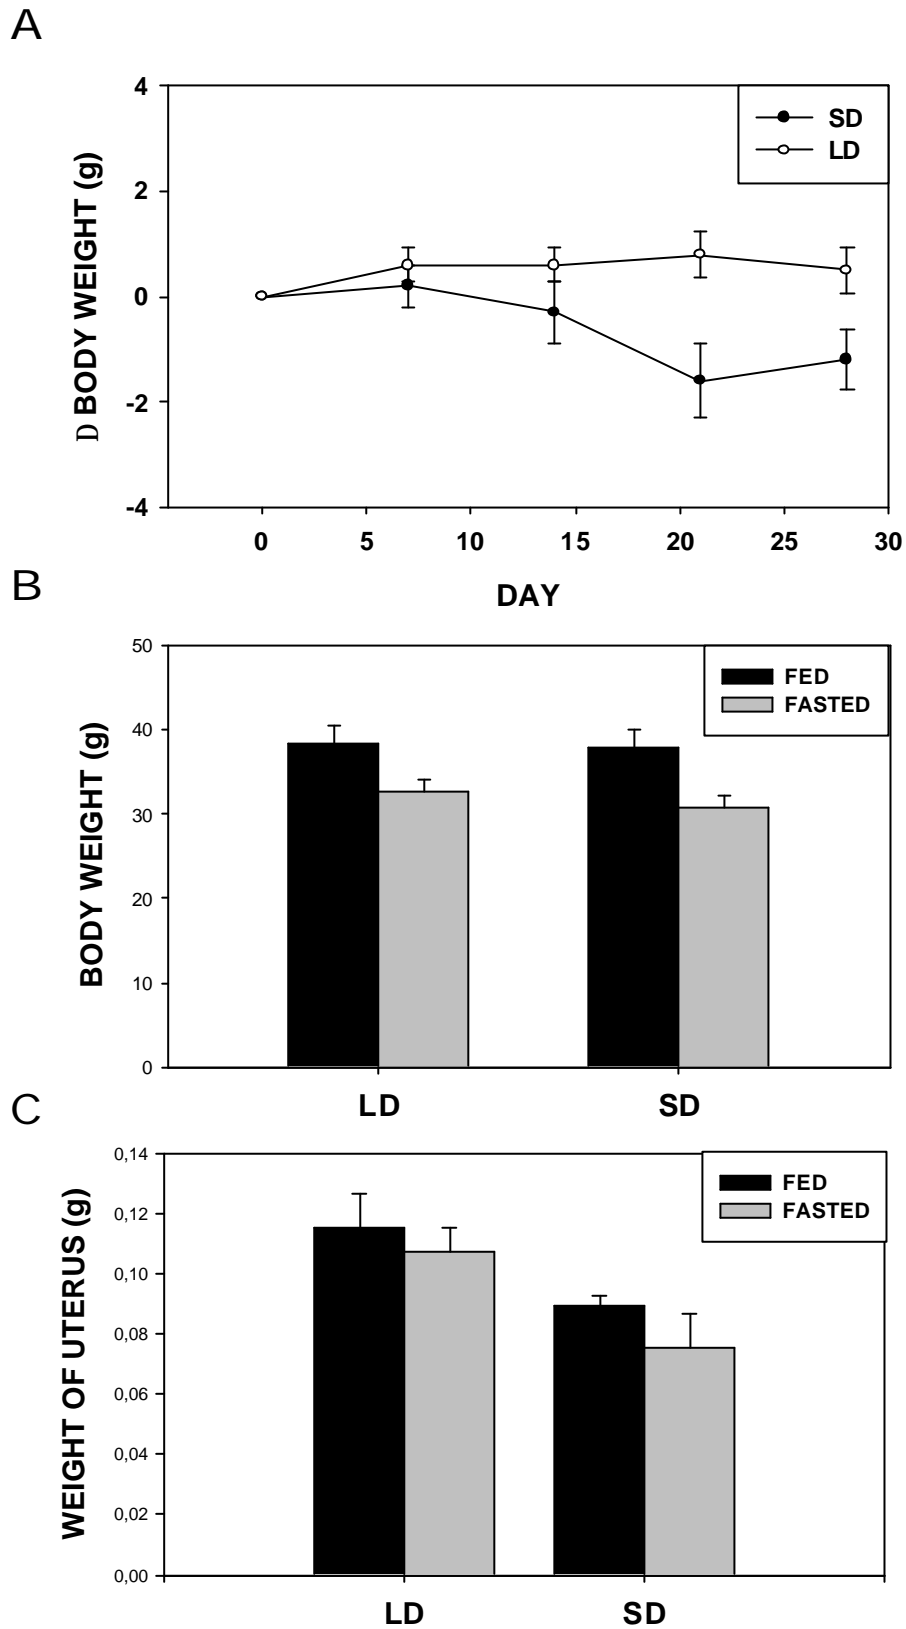 A
4
2
0
-2
-4
D BODY WEIGHT (g)
SD
LD
0 5 10 15 20 25 30
DAY
B
50
40
30
20
10
0
BODY WEIGHT (g)
FED
FASTED
LD SD
C
0,14
0,12
0,10
0,08
0,06
0,04
0,02
0,00
WEIGHT OF UTERUS (g)
FED
FASTED
LD SD